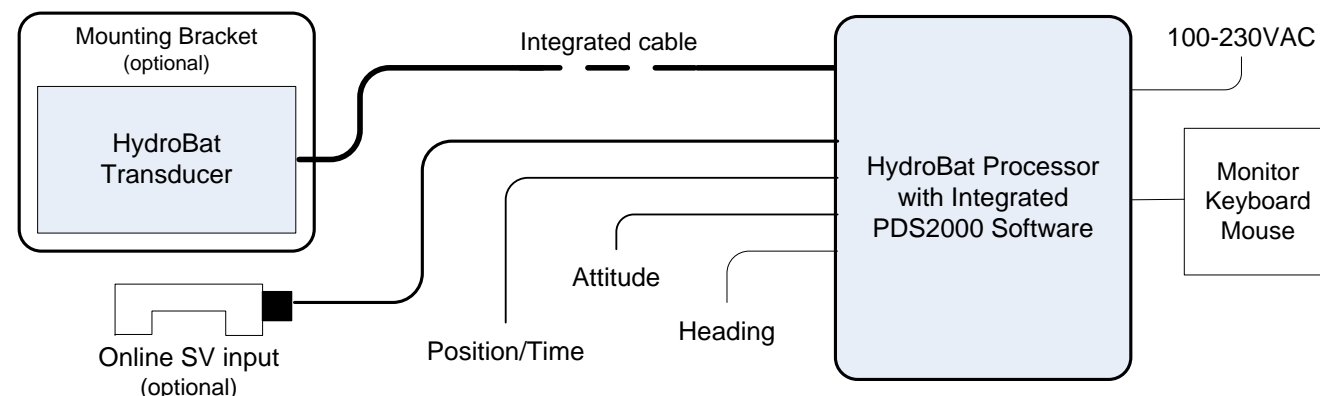 Mounting Bracket
(optional)
HydroBat
Transducer
Integrated cable
HydroBat Processor
with Integrated
PDS2000 Software
100-230VAC
Monitor
Keyboard
Mouse
Attitude
Heading
Position/Time
Online SV input
(optional)